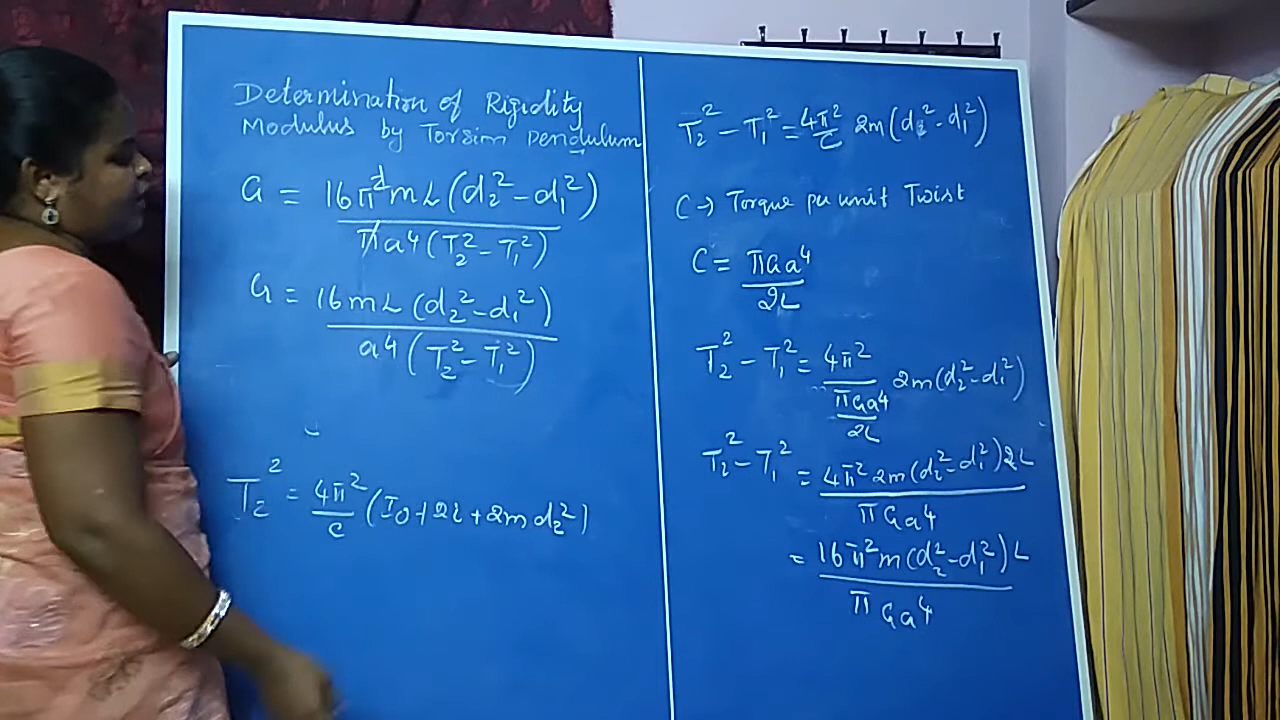 Determination of Rigidity
Modulus by Torsion Pendulum
G = 16π²mL(d₂² - d₁²)
πa⁴(T₂² - T₁²)
G = 16mL(d₂² - d₁²)
a⁴(T₂² - T₁²)
T₂² = 4π²/C (I₀ + 2i + 2md₂²)
T₂² - T₁² = 4π²/C 2m(d₂² - d₁²)
C → Torque per unit Twist
C = πGa⁴
2L
T₂² - T₁² = 4π² 2m(d₂² - d₁²)
πGa⁴
2L
T₂² - T₁² = 4π² 2m(d₂² - d₁²)2L
πGa⁴
= 16π²m(d₂² - d₁²)L
πGa⁴